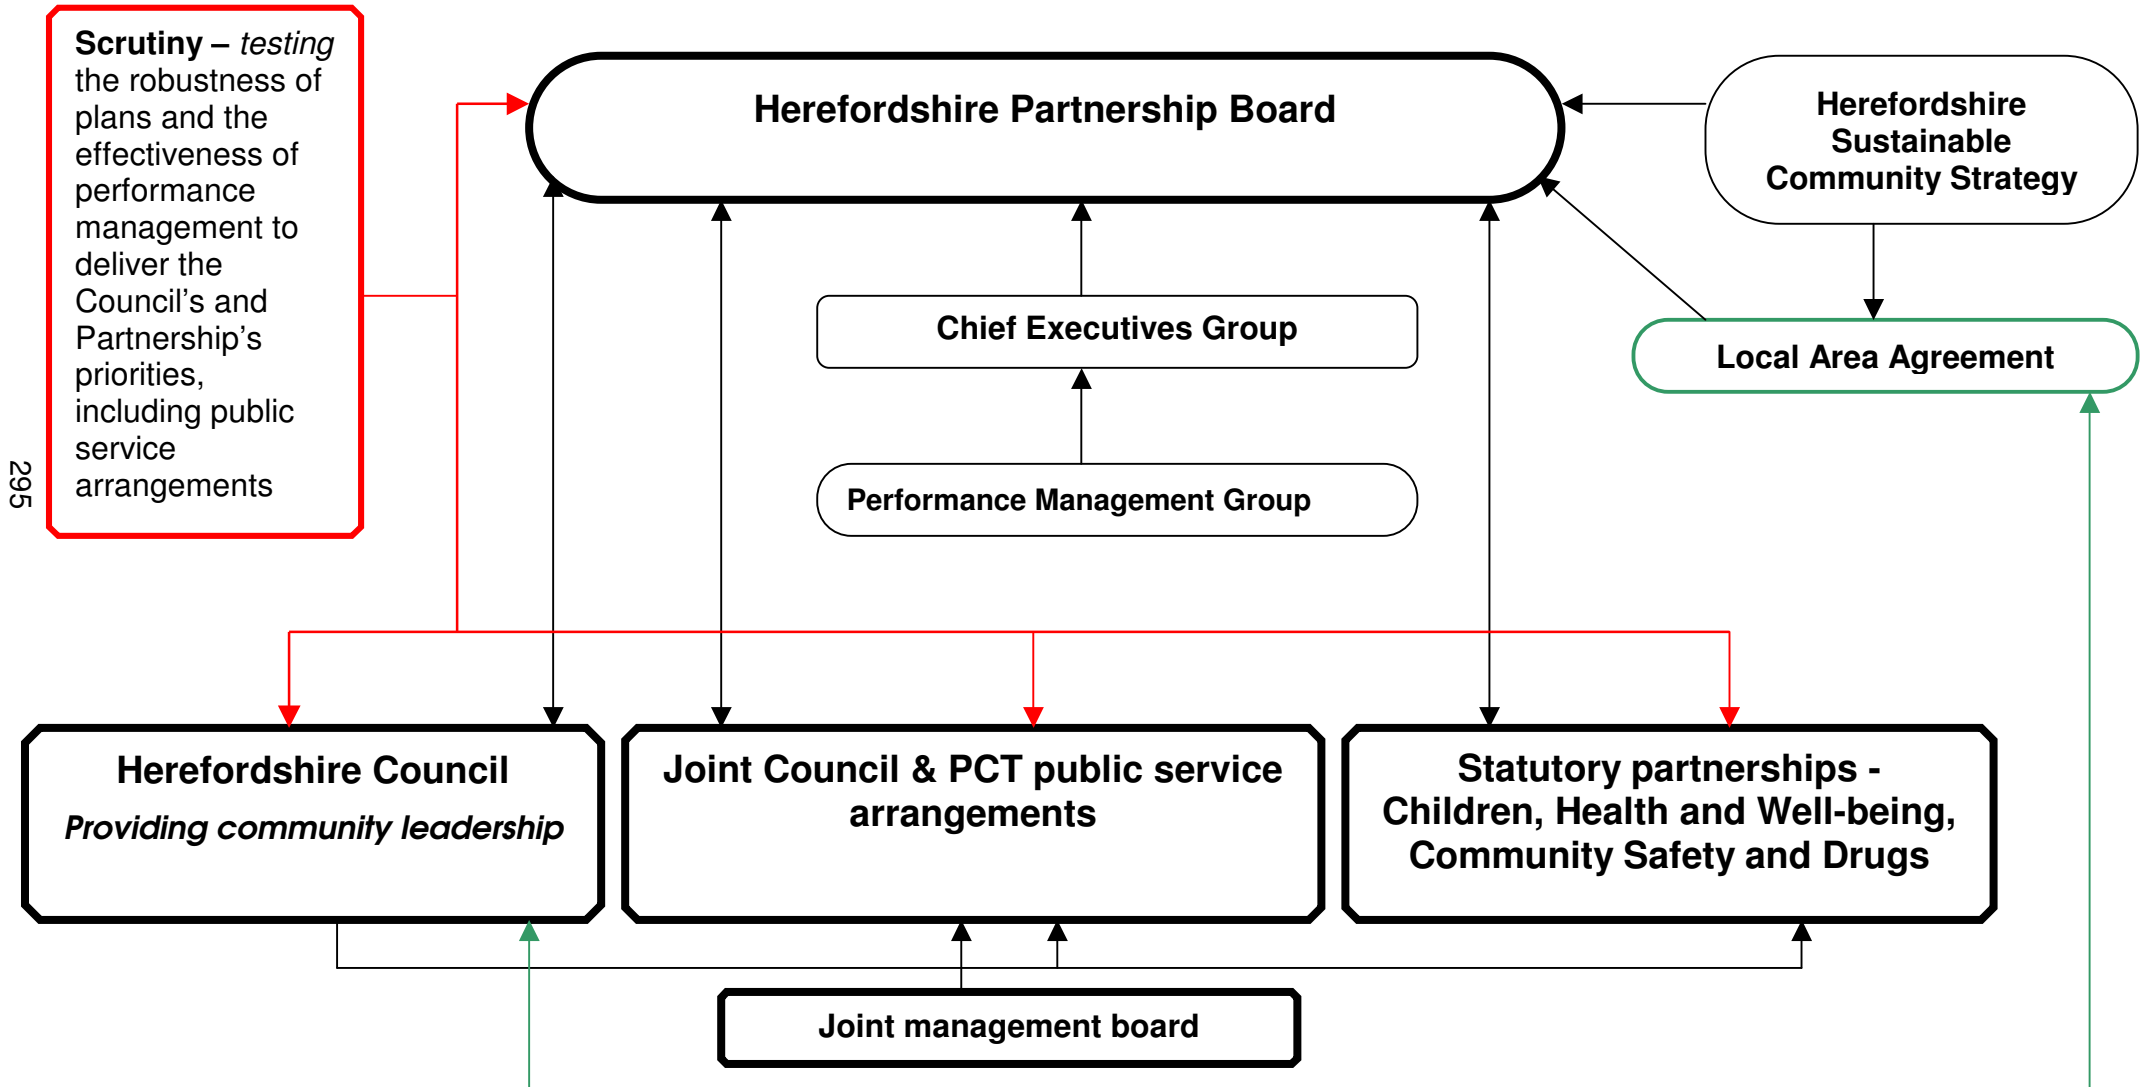 Scrutiny – testing
the robustness of
plans and the
effectiveness of
performance
management to
deliver the
Council’s and
Partnership’s
priorities,
including public
service
arrangements
295
Herefordshire Partnership Board
Herefordshire
Sustainable
Community Strategy
Chief Executives Group
Local Area Agreement
Performance Management Group
Herefordshire Council
Providing community leadership
Joint Council & PCT public service
arrangements
Statutory partnerships -
Children, Health and Well-being,
Community Safety and Drugs
Joint management board